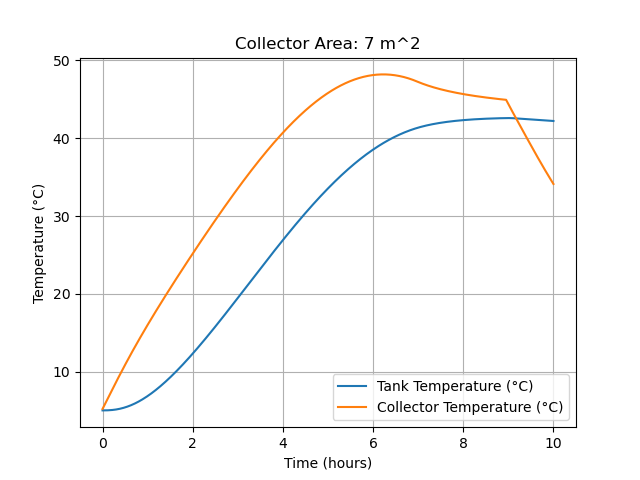 Collector Area: 7 m^2
50
40
30
20
10
Temperature (°C)
0
2
4
6
8
10
Time (hours)
Tank Temperature (°C)
Collector Temperature (°C)